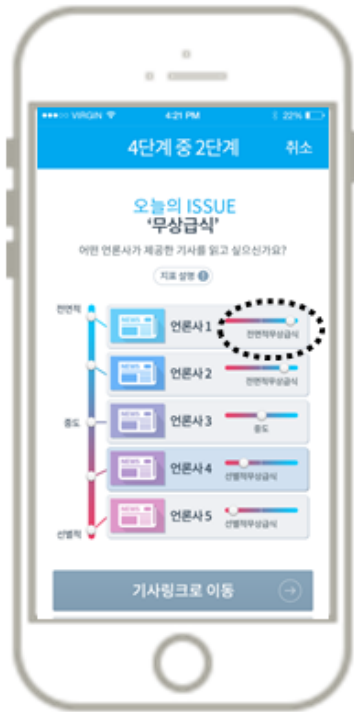 VIRGIN 4:21 PM 22%
4단계 중 2단계 취소
오늘의 ISSUE
‘무상급식’
어떤 언론사가 제공한 기사를 읽고 싶으신가요?
지표 설명
전면적
NEWS 언론사 1
전면적무상급식
NEWS 언론사 2
전면적무상급식
중도 NEWS 언론사 3
중도
NEWS 언론사 4
선별적무상급식
NEWS 언론사 5
선별적무상급식
선별적
기사링크로 이동